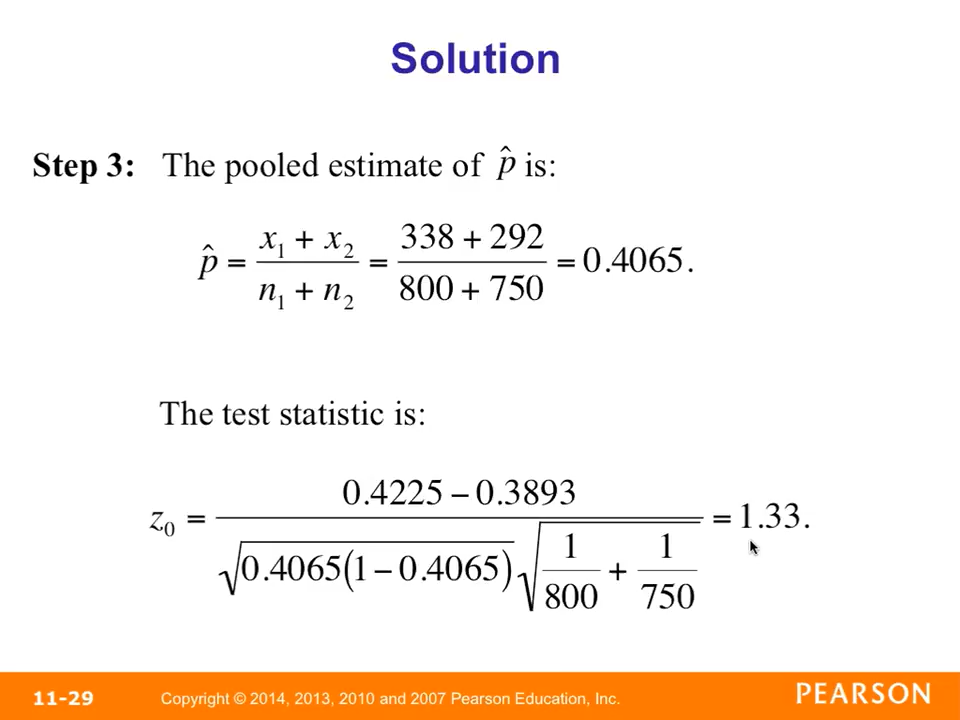 Solution
Step 3: The pooled estimate of p̂ is:
p̂ = (x₁ + x₂)/(n₁ + n₂) = (338 + 292)/(800 + 750) = 0.4065.
The test statistic is:
z₀ = (0.4225 − 0.3893)/(√(0.4065(1 − 0.4065)) √(1/800 + 1/750)) = 1.33.
11-29 Copyright © 2014, 2013, 2010 and 2007 Pearson Education, Inc. PEARSON